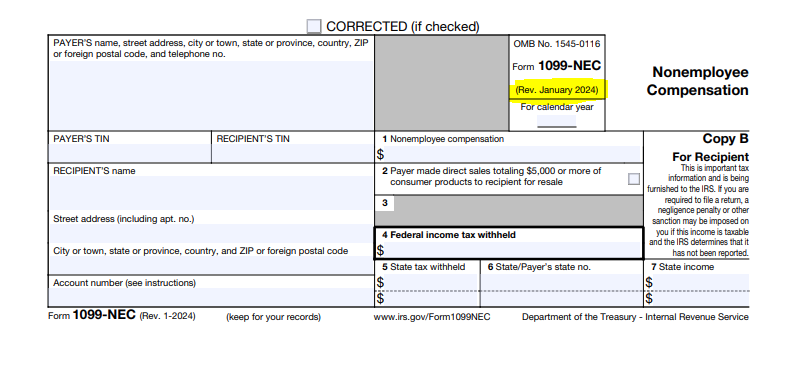 CORRECTED (if checked)
PAYER'S name, street address, city or town, state or province, country, ZIP
or foreign postal code, and telephone no.
OMB No. 1545-0116
Form 1099-NEC
(Rev. January 2024)
For calendar year
Nonemployee
Compensation
PAYER'S TIN
RECIPIENT'S TIN
1 Nonemployee compensation
$
Copy B
For Recipient
This is important tax
information and is being
furnished to the IRS. If you are
required to file a return, a
negligence penalty or other
sanction may be imposed on
you if this income is taxable
and the IRS determines that it
has not been reported.
RECIPIENT'S name
2 Payer made direct sales totaling $5,000 or more of
consumer products to recipient for resale
3
Street address (including apt. no.)
4 Federal income tax withheld
$
City or town, state or province, country, and ZIP or foreign postal code
5 State tax withheld
6 State/Payer's state no.
7 State income
Account number (see instructions)
$
$
$
$
Form 1099-NEC (Rev. 1-2024)
(keep for your records)
www.irs.gov/Form1099NEC
Department of the Treasury - Internal Revenue Service